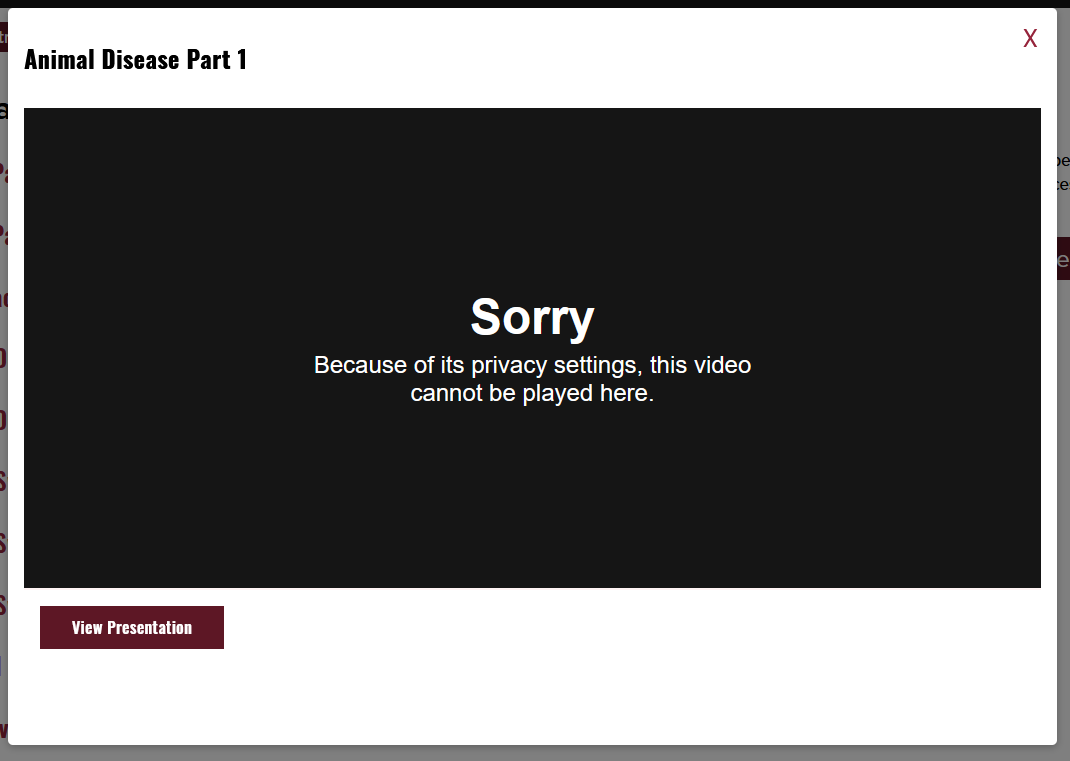 X
Animal Disease Part 1
Sorry
Because of its privacy settings, this video
cannot be played here.
View Presentation